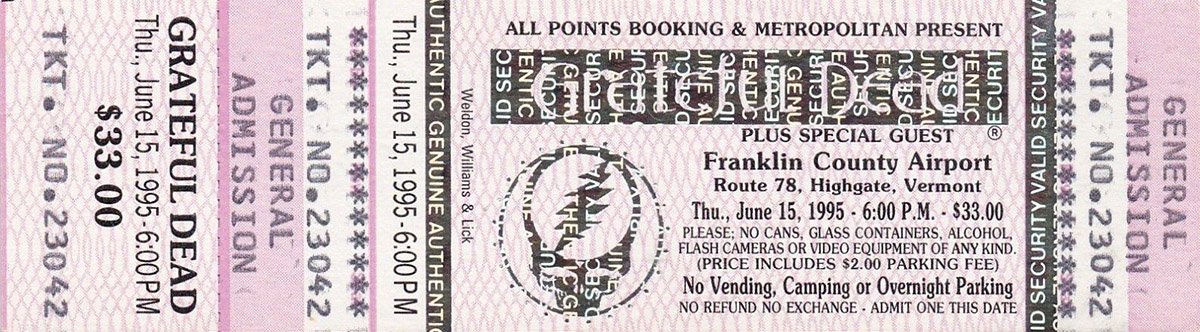 TKT. NO.23042
GRATEFUL DEAD
Thu., June 15, 1995 - 6:00PM
$33.00
GENERAL
ADMISSION
TKT. NO.23042
Thu., June 15, 1995 - 6:00PM
AUTHENTIC GENUINE AUTHENTIC
Weldon, Williams & Lick
ALL POINTS BOOKING & METROPOLITAN PRESENT
Grateful Dead
®
PLUS SPECIAL GUEST
Franklin County Airport
Route 78, Highgate, Vermont
Thu., June 15, 1995 - 6:00 P.M. - $33.00
PLEASE; NO CANS, GLASS CONTAINERS, ALCOHOL,
FLASH CAMERAS OR VIDEO EQUIPMENT OF ANY KIND.
(PRICE INCLUDES $2.00 PARKING FEE)
No Vending, Camping or Overnight Parking
NO REFUND NO EXCHANGE - ADMIT ONE THIS DATE
ID SECURITY VALID SECURITY VA
TKT. NO.23042
GENERAL
ADMISSION